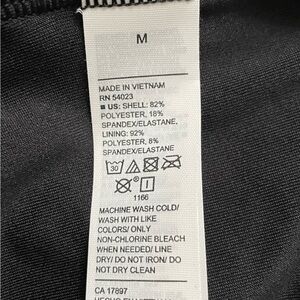 M
MADE IN VIETNAM
RN 54023
■ US: SHELL: 82%
POLYESTER, 18%
SPANDEX/ELASTANE.
LINING: 92%
POLYESTER, 8%
SPANDEX/ELASTANE
30
1166
MACHINE WASH COLD/
WASH WITH LIKE
COLORS/ ONLY
NON-CHLORINE BLEACH
WHEN NEEDED/ LINE
DRY/ DO NOT IRON/ DO
NOT DRY CLEAN
CA 17897